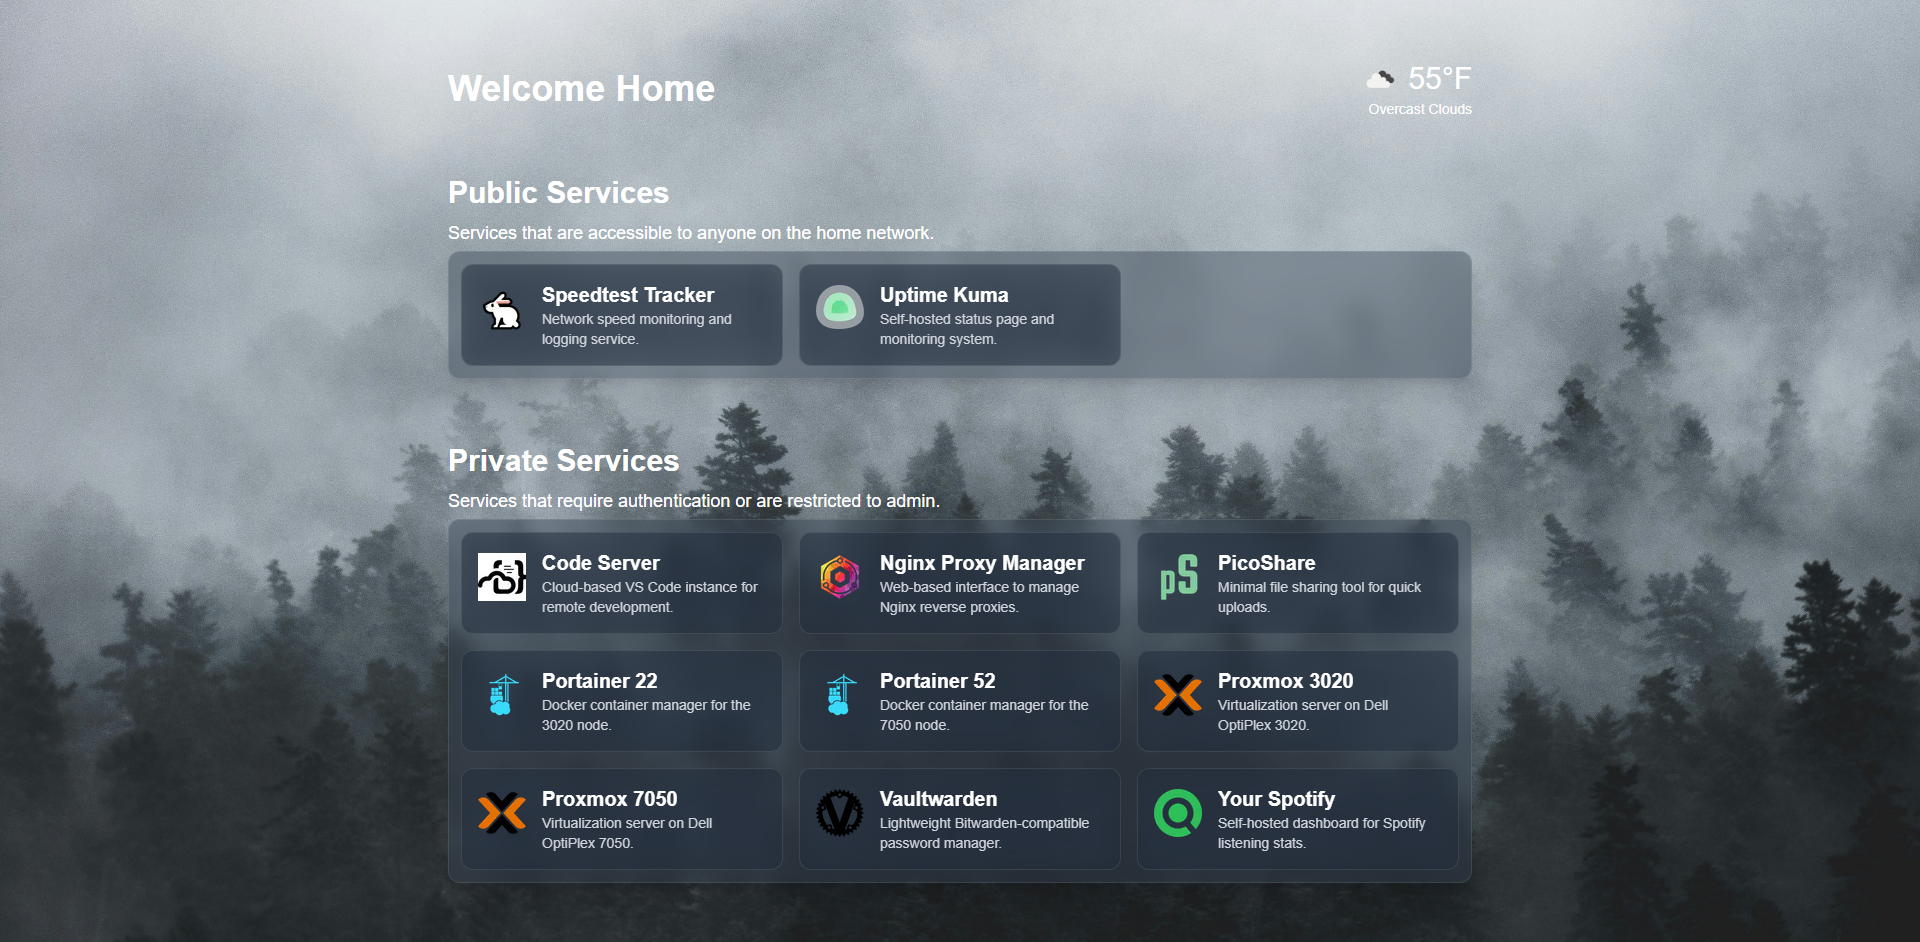 Welcome Home
55°F
Overcast Clouds
Public Services
Services that are accessible to anyone on the home network.
Speedtest Tracker
Network speed monitoring and
logging service.
Uptime Kuma
Self-hosted status page and
monitoring system.
Private Services
Services that require authentication or are restricted to admin.
Code Server
Cloud-based VS Code instance for
remote development.
Nginx Proxy Manager
Web-based interface to manage
Nginx reverse proxies.
pS
PicoShare
Minimal file sharing tool for quick
uploads.
Portainer 22
Docker container manager for the
3020 node.
Portainer 52
Docker container manager for the
7050 node.
Proxmox 3020
Virtualization server on Dell
OptiPlex 3020.
Proxmox 7050
Virtualization server on Dell
OptiPlex 7050.
Vaultwarden
Lightweight Bitwarden-compatible
password manager.
Your Spotify
Self-hosted dashboard for Spotify
listening stats.